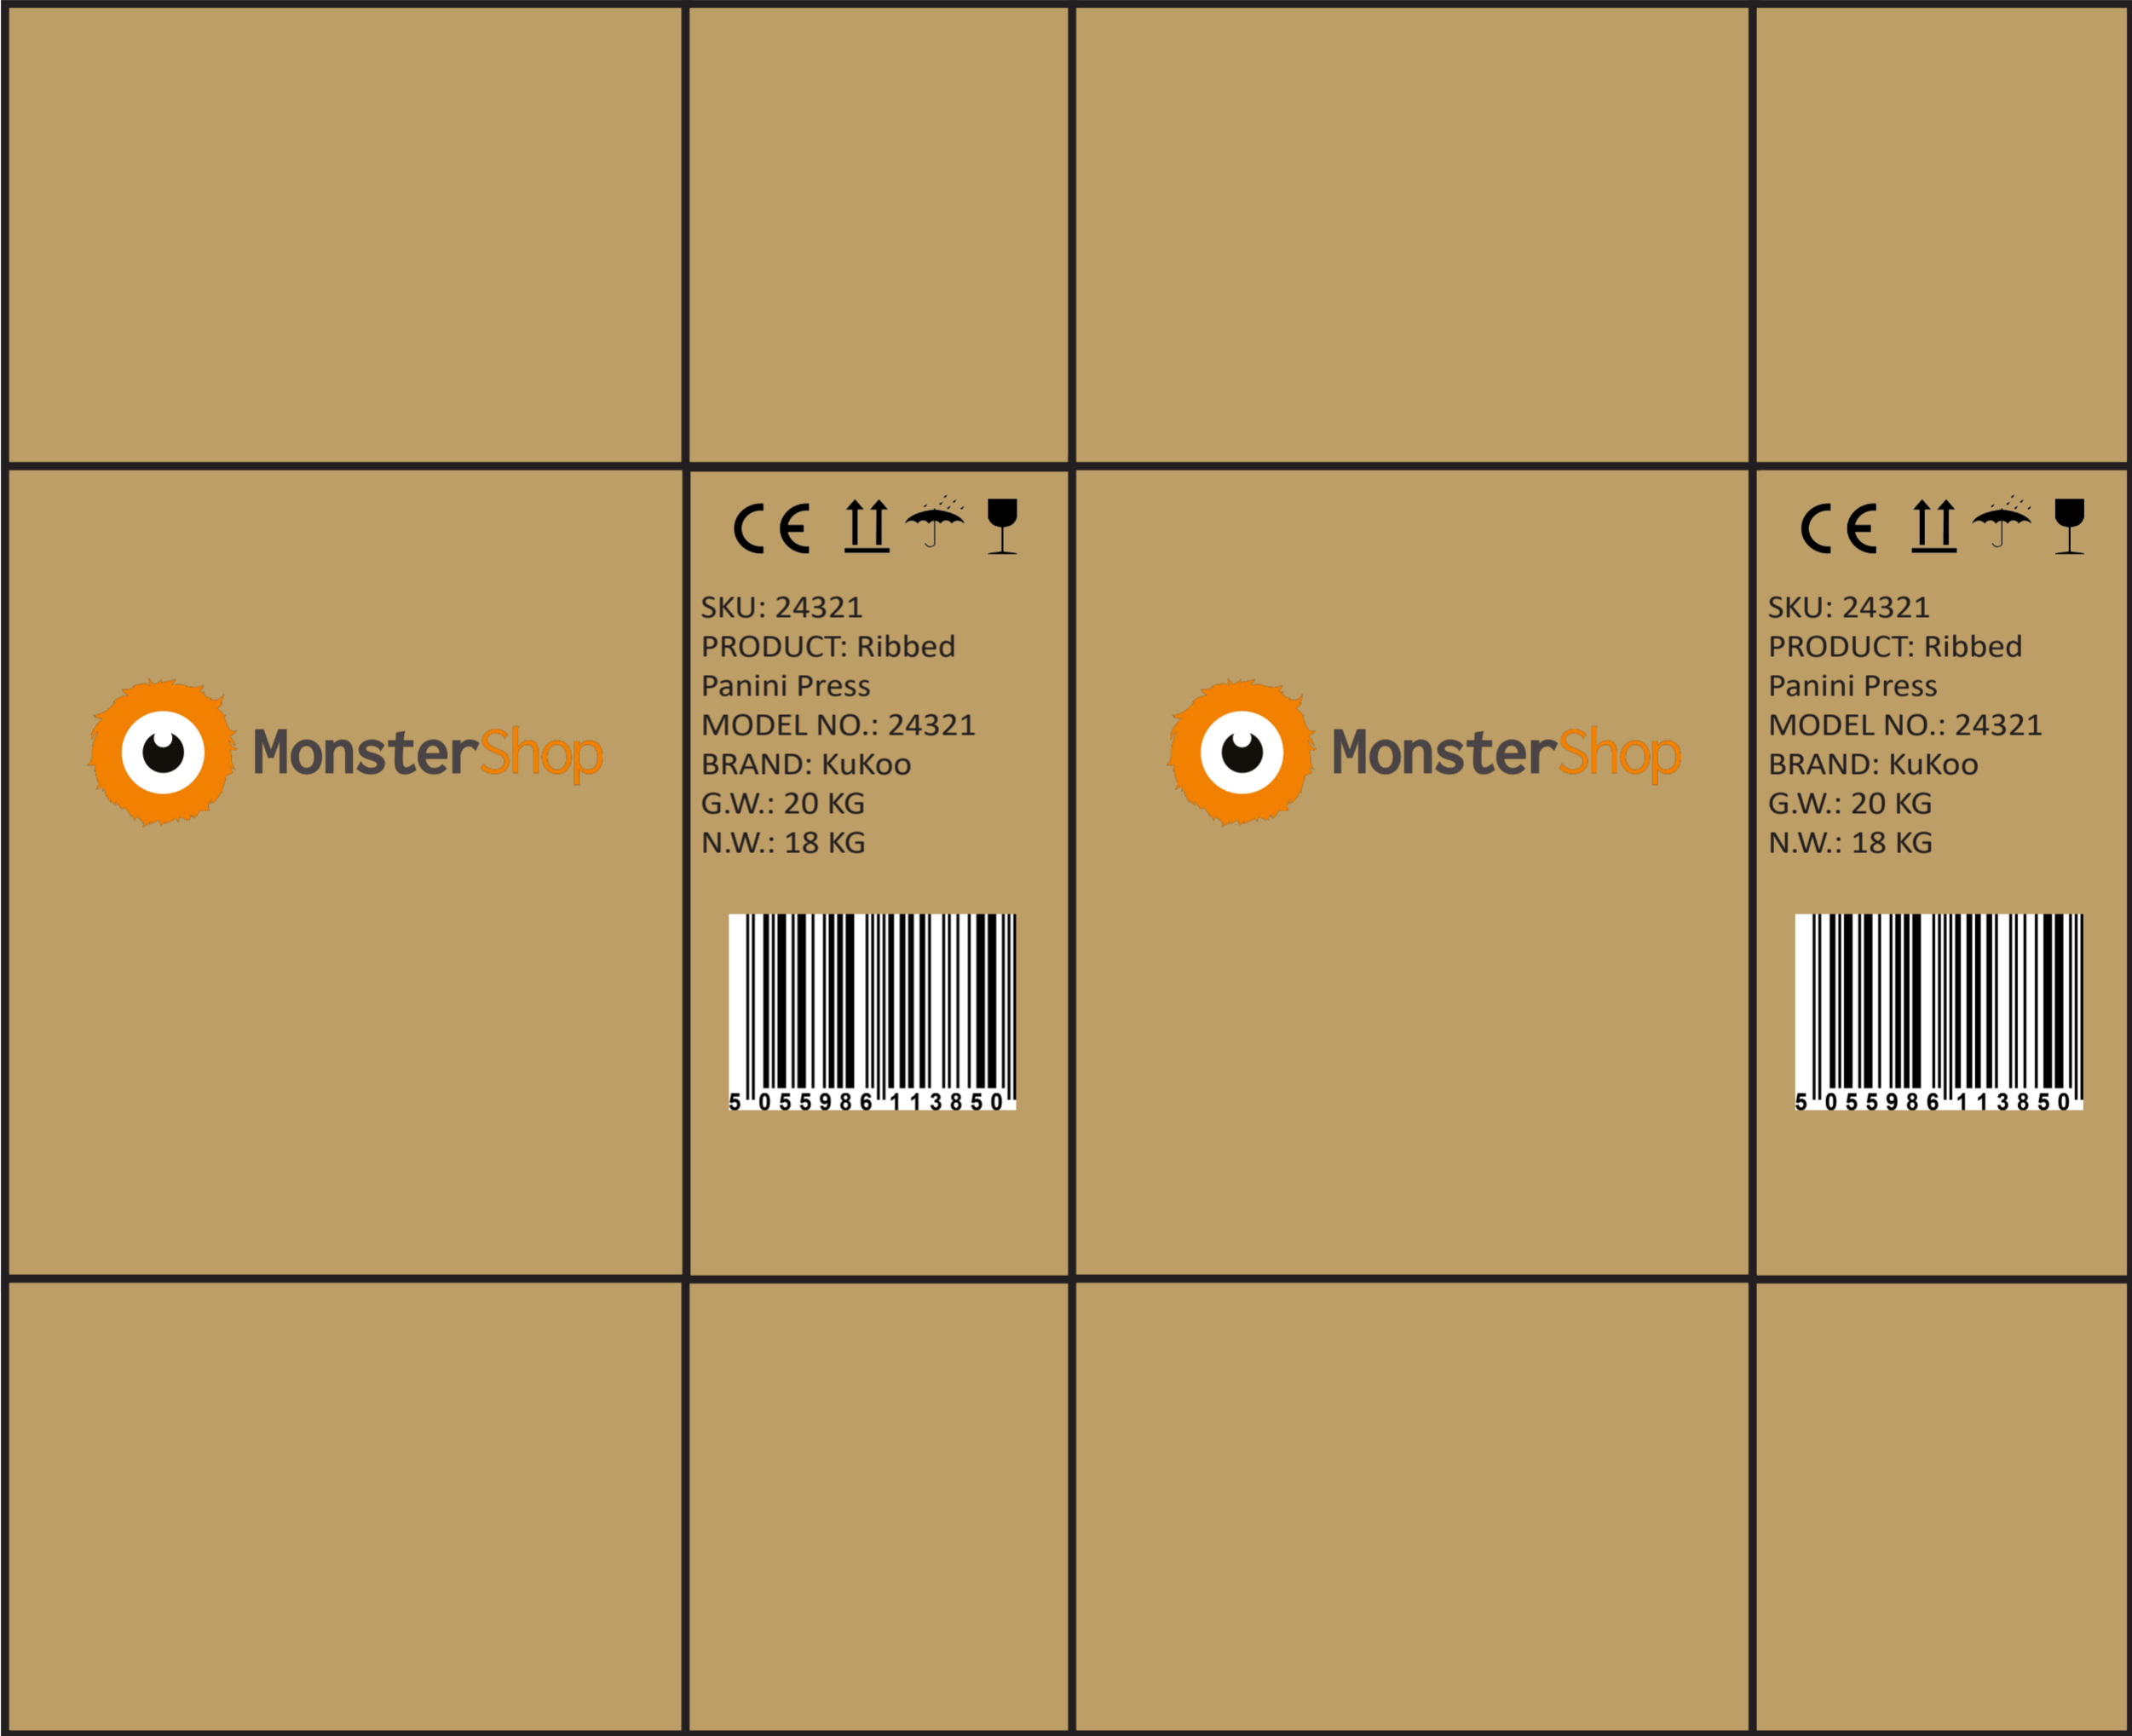 MonsterShop
CE
SKU: 24321
PRODUCT: Ribbed
Panini Press
MODEL NO.: 24321
BRAND: KuKoo
G.W.: 20 KG
N.W.: 18 KG
5 055986 113850
MonsterShop
CE
SKU: 24321
PRODUCT: Ribbed
Panini Press
MODEL NO.: 24321
BRAND: KuKoo
G.W.: 20 KG
N.W.: 18 KG
5 055986 113850